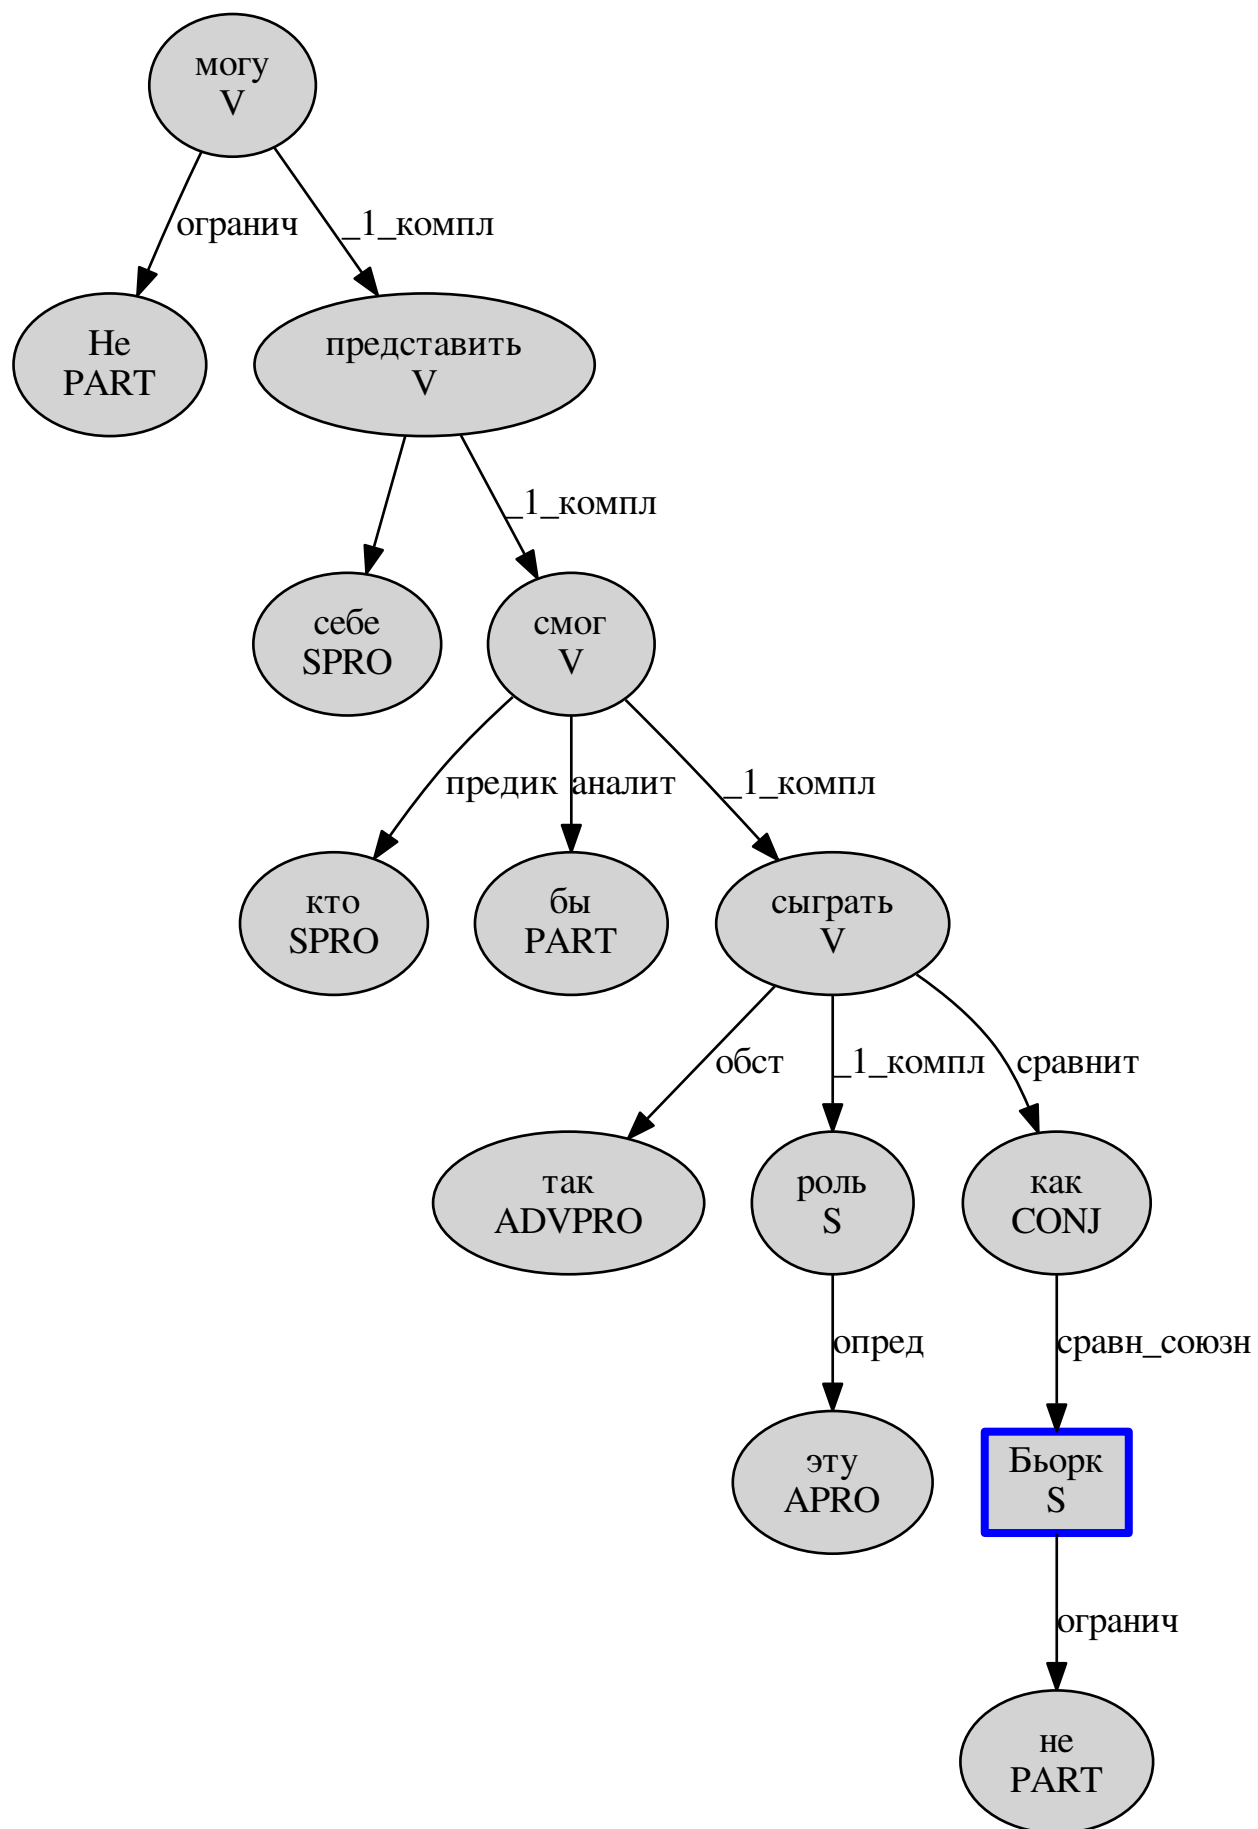 могу
V
огранич
_1_компл
Не
PART
представить
V
_1_компл
себе
SPRO
смог
V
предик
аналит
_1_компл
кто
SPRO
бы
PART
сыграть
V
обст
_1_компл
сравнит
так
ADVPRO
роль
S
как
CONJ
опред
сравн_союзн
эту
APRO
Бьорк
S
огранич
не
PART